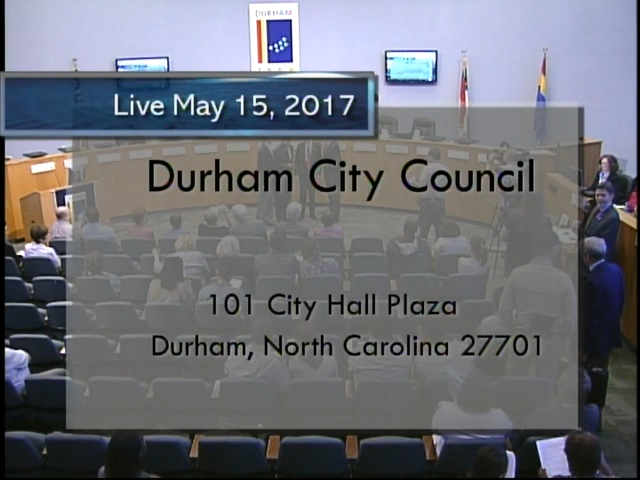 DURHAM
Live May 15, 2017
Durham City Council
101 City Hall Plaza
Durham, North Carolina 27701